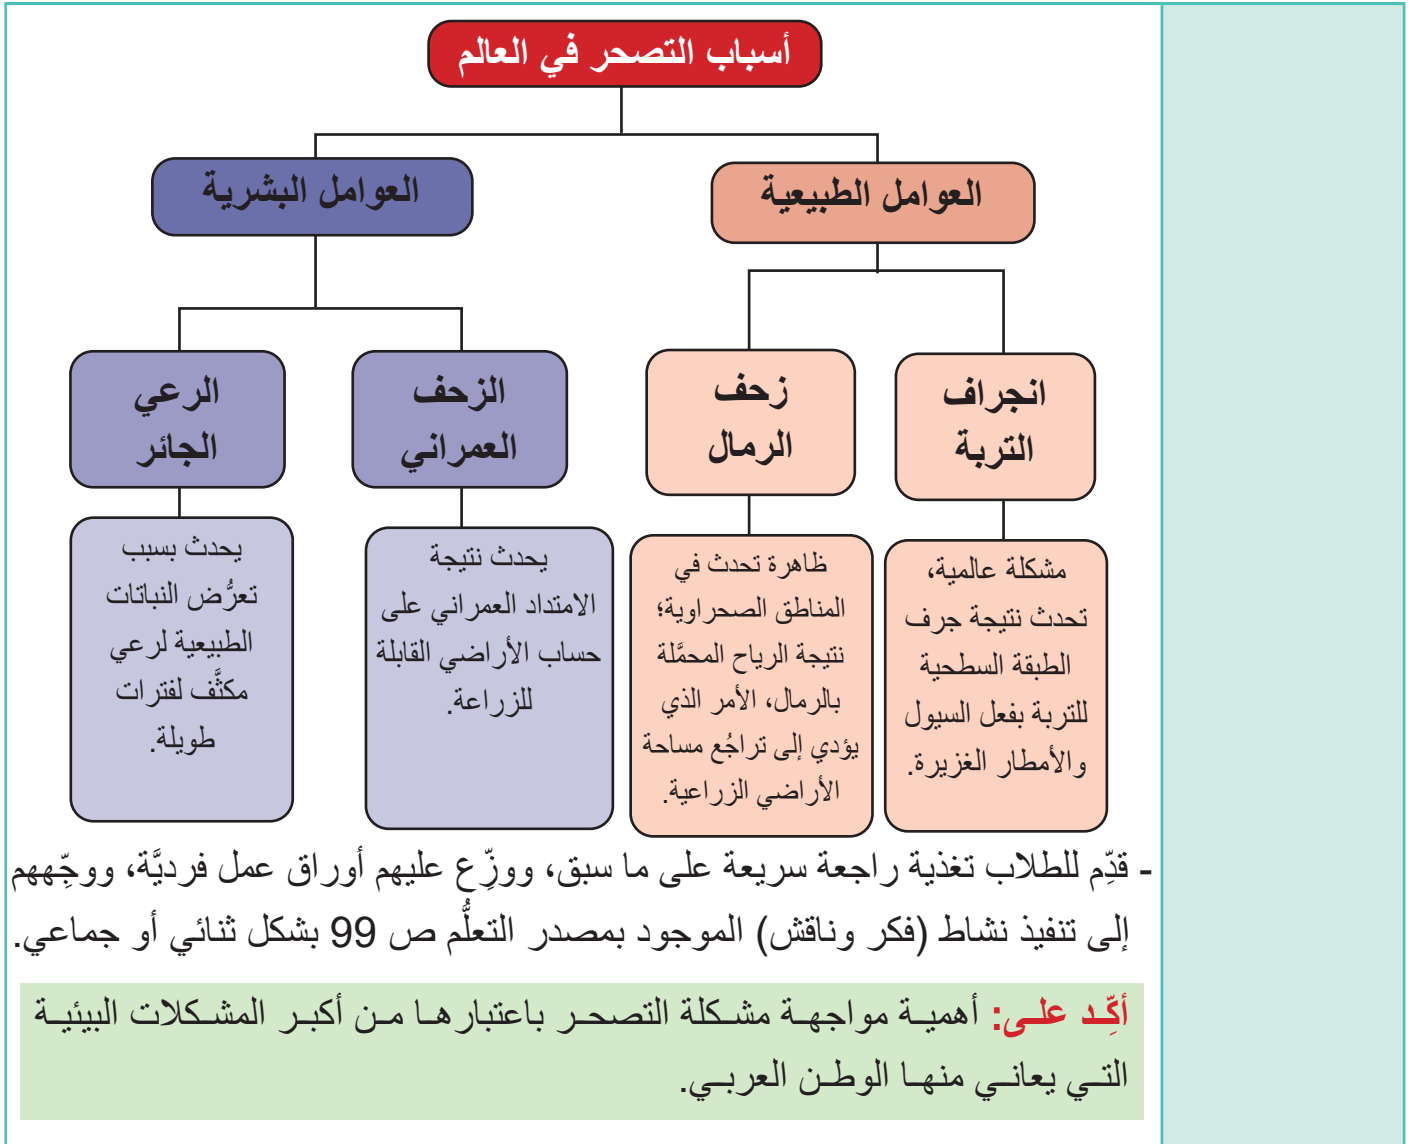 أسباب التصحر في العالم
العوامل الطبيعية
العوامل البشرية
انجراف
التربة
زحف
الرمال
الزحف
العمراني
الرعي
الجائر
مشكلة عالمية،
تحدث نتيجة جرف
الطبقة السطحية
للتربة بفعل السيول
والأمطار الغزيرة.
ظاهرة تحدث في
المناطق الصحراوية؛
نتيجة الرياح المحمَّلة
بالرمال، الأمر الذي
يؤدي إلى تراجُع مساحة
الأراضي الزراعية.
يحدث نتيجة
الامتداد العمراني على
حساب الأراضي القابلة
للزراعة.
يحدث بسبب
تعرُّض النباتات
الطبيعية لرعي
مكثَّف لفترات
طويلة.
- قدِّم للطلاب تغذية راجعة سريعة على ما سبق، ووزِّع عليهم أوراق عمل فرديَّة، ووجِّههم
إلى تنفيذ نشاط (فكر وناقش) الموجود بمصدر التعلُّم ص 99 بشكل ثنائي أو جماعي.
أكِّد على: أهمية مواجهة مشكلة التصحر باعتبارها من أكبر المشكلات البيئية
التي يعاني منها الوطن العربي.